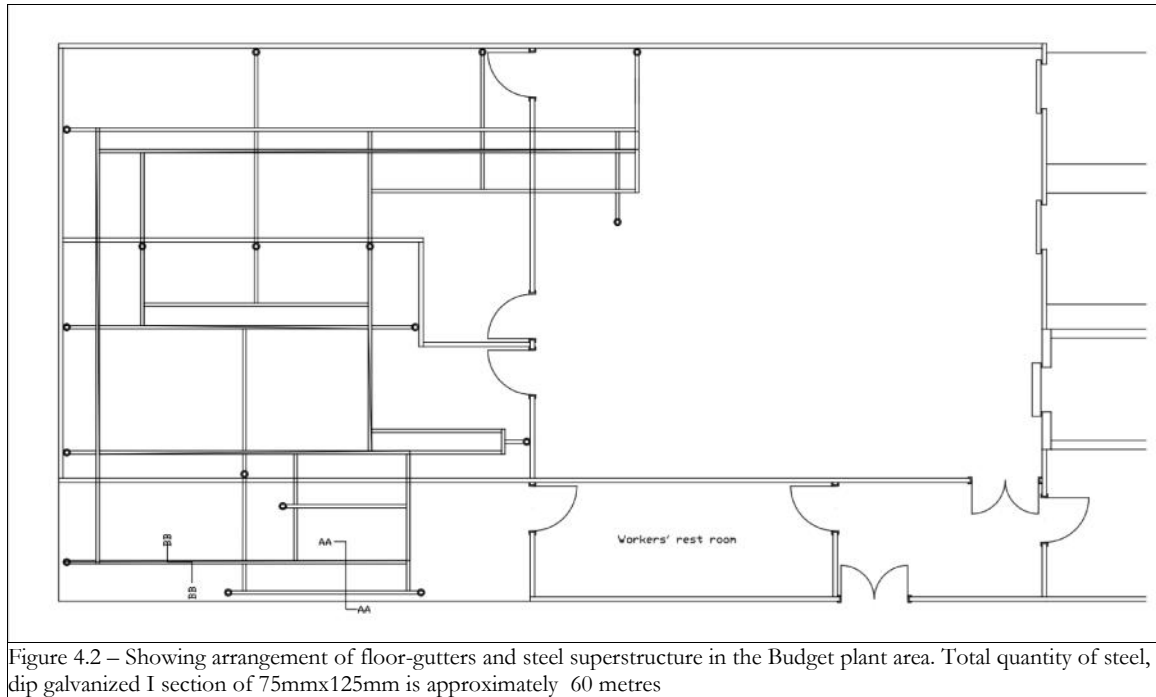 Workers' rest room
BB
AA
BB
AA
Figure 4.2 – Showing arrangement of floor-gutters and steel superstructure in the Budget plant area. Total quantity of steel,
dip galvanized I section of 75mmx125mm is approximately 60 metres